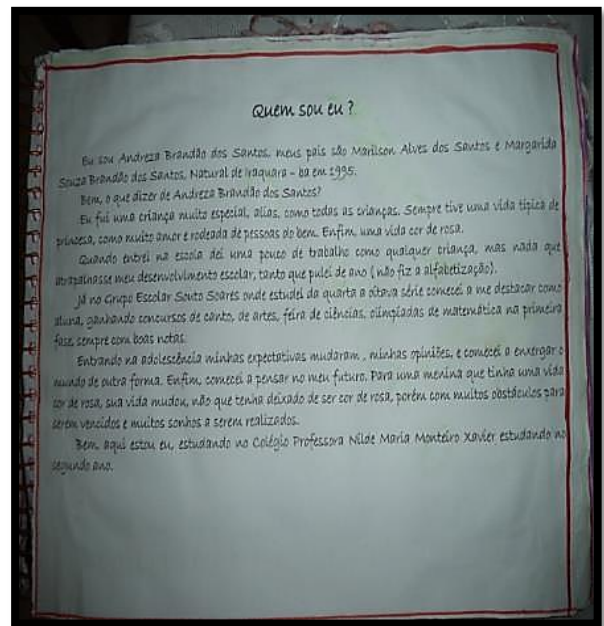 Quem sou eu ?
Eu sou Andreza Brandão dos Santos, meus pais são Marilson Alves dos Santos e Margarida
Souza Brandão dos Santos, Natural de Iraquara - ba em 1995.
Bem, o que dizer de Andreza Brandão dos Santos?
Eu fui uma criança muito especial, alias, como todas as crianças. Sempre tive uma vida típica de
princesa, como muito amor e rodeada de pessoas do bem. Enfim, uma vida cor de rosa.
Quando entrei na escola dei uma pouco de trabalho como qualquer criança, mas nada que
atrapalhasse meu desenvolvimento escolar, tanto que pulei de ano ( não fiz a alfabetização).
Já no Grupo Escolar Souto Soares onde estudei da quarta a oitava série comecei a me destacar como
aluna, ganhando concursos de canto, de artes, feira de ciências, olimpíadas de matemática na primeira
fase, sempre com boas notas.
Entrando na adolescência minhas expectativas mudaram , minhas opiniões, e comecei a enxergar o
mundo de outra forma. Enfim, comecei a pensar no meu futuro. Para uma menina que tinha uma vida
cor de rosa, sua vida mudou, não que tenha deixado de ser cor de rosa, porém com muitos obstáculos para
serem vencidos e muitos sonhos a serem realizados.
Bem, aqui estou eu, estudando no Colégio Professora Nilde Maria Monteiro Xavier estudando no
segundo ano.